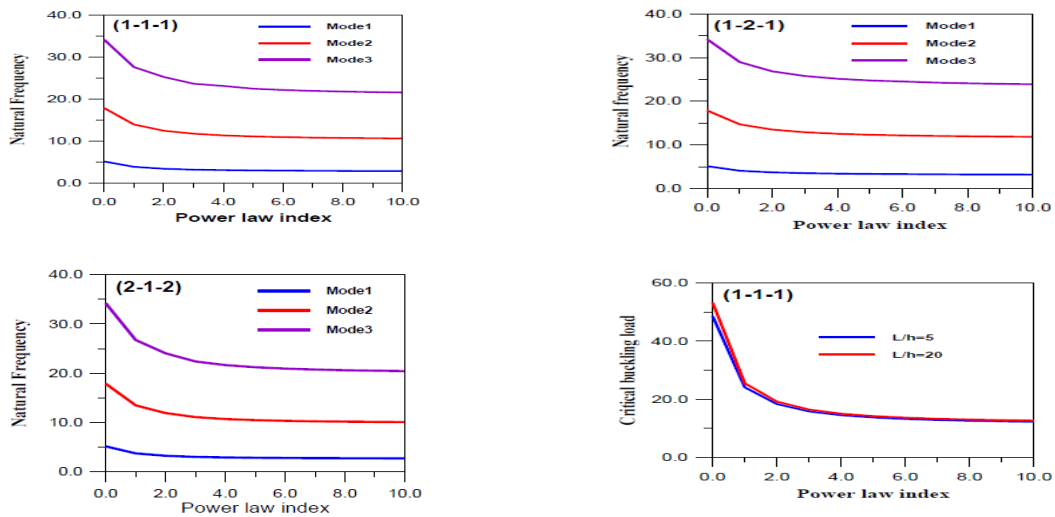 (1-1-1)
Mode1
Mode2
Mode3
Natural Frequency
40.0
30.0
20.0
10.0
0.0
0.0 2.0 4.0 6.0 8.0 10.0
Power law index
(1-2-1)
Mode1
Mode2
Mode3
Natural frequency
40.0
30.0
20.0
10.0
0.0
0.0 2.0 4.0 6.0 8.0 10.0
Power law index
(2-1-2)
Mode1
Mode2
Mode3
Natural Frequency
40.0
30.0
20.0
10.0
0.0
0.0 2.0 4.0 6.0 8.0 10.0
Power law index
(1-1-1)
L/h=5
L/h=20
Critical buckling load
60.0
40.0
20.0
0.0
0.0 2.0 4.0 6.0 8.0 10.0
Power law index